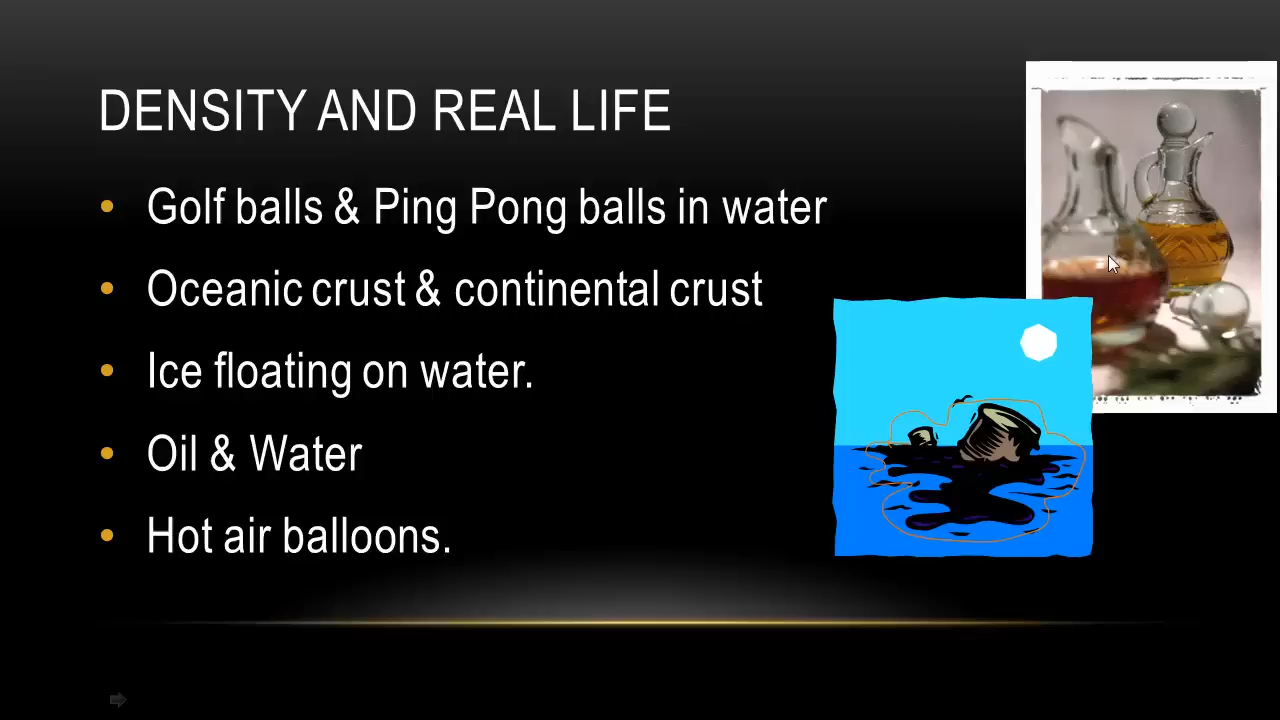 DENSITY AND REAL LIFE
• Golf balls & Ping Pong balls in water
• Oceanic crust & continental crust
• Ice floating on water.
• Oil & Water
• Hot air balloons.